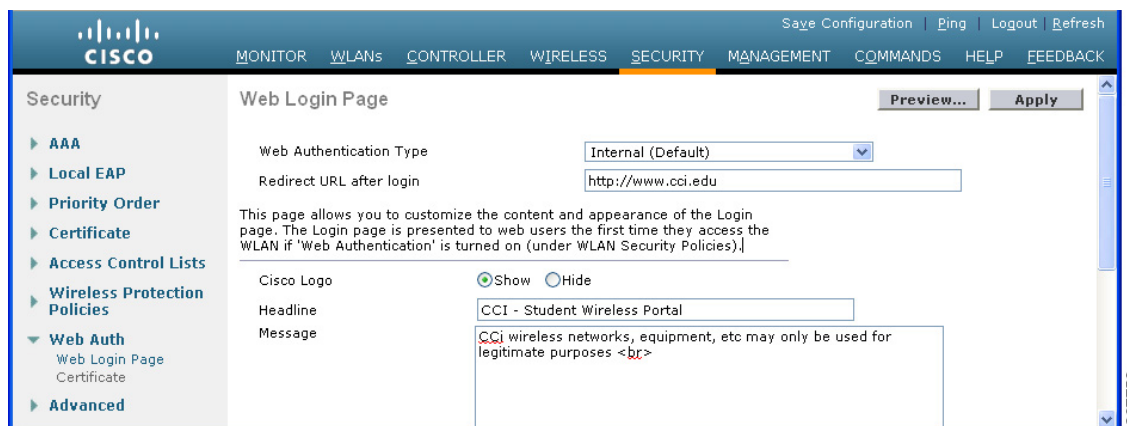 Save Configuration | Ping | Logout | Refresh
CISCO
MONITOR WLANs CONTROLLER WIRELESS SECURITY MANAGEMENT COMMANDS HELP FEEDBACK
Security
AAA
Local EAP
Priority Order
Certificate
Access Control Lists
Wireless Protection
Policies
Web Auth
Web Login Page
Certificate
Advanced
Web Login Page
Preview...
Apply
Web Authentication Type
Internal (Default)
Redirect URL after login
http://www.cci.edu
This page allows you to customize the content and appearance of the Login
page. The Login page is presented to web users the first time they access the
WLAN if 'Web Authentication' is turned on (under WLAN Security Policies).
Cisco Logo
Show Hide
Headline
CCI - Student Wireless Portal
Message
CCi wireless networks, equipment, etc may only be used for
legitimate purposes <br>